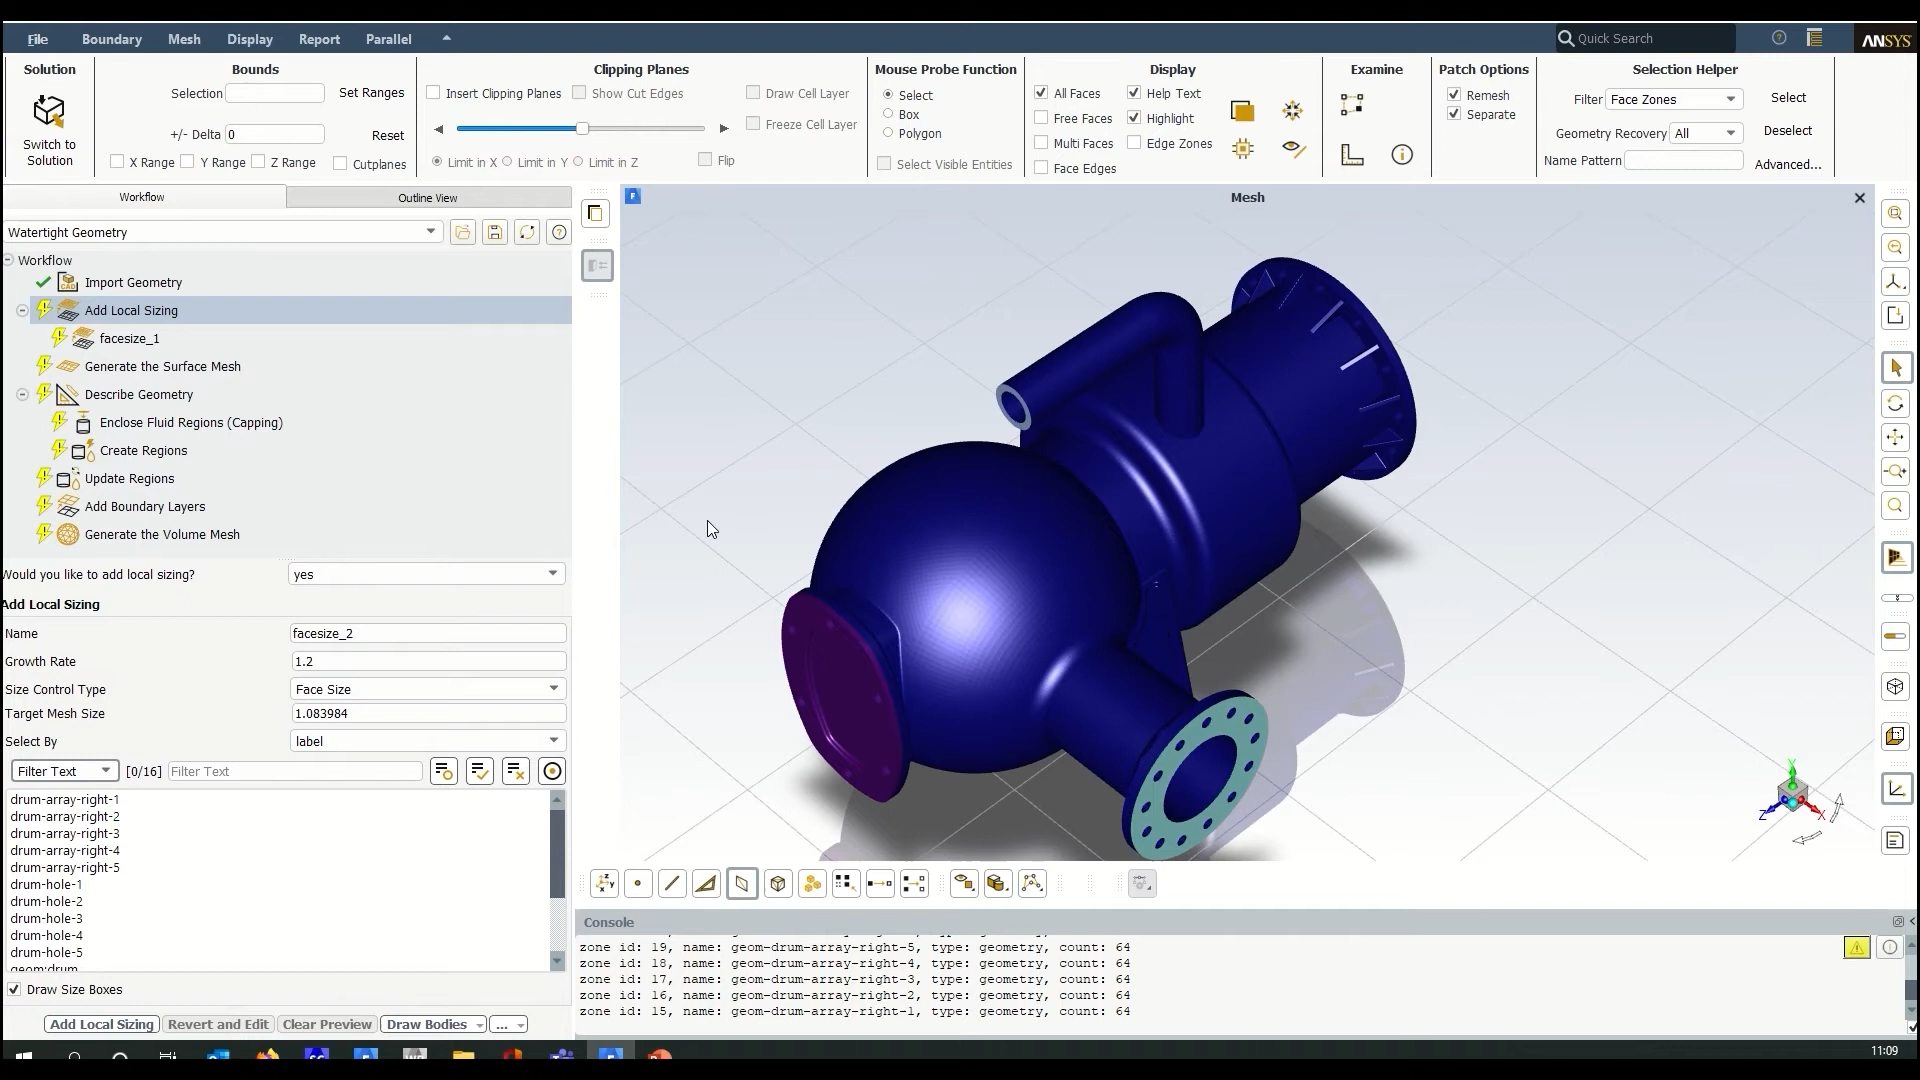 File Boundary Mesh Display Report Parallel Quick Search ANSYS
Solution Bounds Clipping Planes Mouse Probe Function Display Examine Patch Options Selection Helper
Selection Set Ranges Insert Clipping Planes Show Cut Edges Draw Cell Layer Select All Faces Help Text Remesh Filter Face Zones Select
Box Free Faces Highlight Separate
+/- Delta 0 Reset Freeze Cell Layer Polygon Multi Faces Edge Zones Geometry Recovery All Deselect
Switch to
Solution
X Range Y Range Z Range Cutplanes Limit in X Limit in Y Limit in Z Flip Select Visible Entities Face Edges Name Pattern Advanced...
Workflow Outline View Mesh
Watertight Geometry
Workflow
Import Geometry
Add Local Sizing
facesize_1
Generate the Surface Mesh
Describe Geometry
Enclose Fluid Regions (Capping)
Create Regions
Update Regions
Add Boundary Layers
Generate the Volume Mesh
Would you like to add local sizing? yes
Add Local Sizing
Name facesize_2
Growth Rate 1.2
Size Control Type Face Size
Target Mesh Size 1.083984
Select By label
Filter Text [0/16] Filter Text
drum-array-right-1
drum-array-right-2
drum-array-right-3
drum-array-right-4
drum-array-right-5
drum-hole-1
drum-hole-2
drum-hole-3
drum-hole-4
drum-hole-5
geom:drum
Draw Size Boxes
Add Local Sizing Revert and Edit Clear Preview Draw Bodies ...
Y
Z X
Console
zone id: 19, name: geom-drum-array-right-5, type: geometry, count: 64
zone id: 18, name: geom-drum-array-right-4, type: geometry, count: 64
zone id: 17, name: geom-drum-array-right-3, type: geometry, count: 64
zone id: 16, name: geom-drum-array-right-2, type: geometry, count: 64
zone id: 15, name: geom-drum-array-right-1, type: geometry, count: 64
11:09